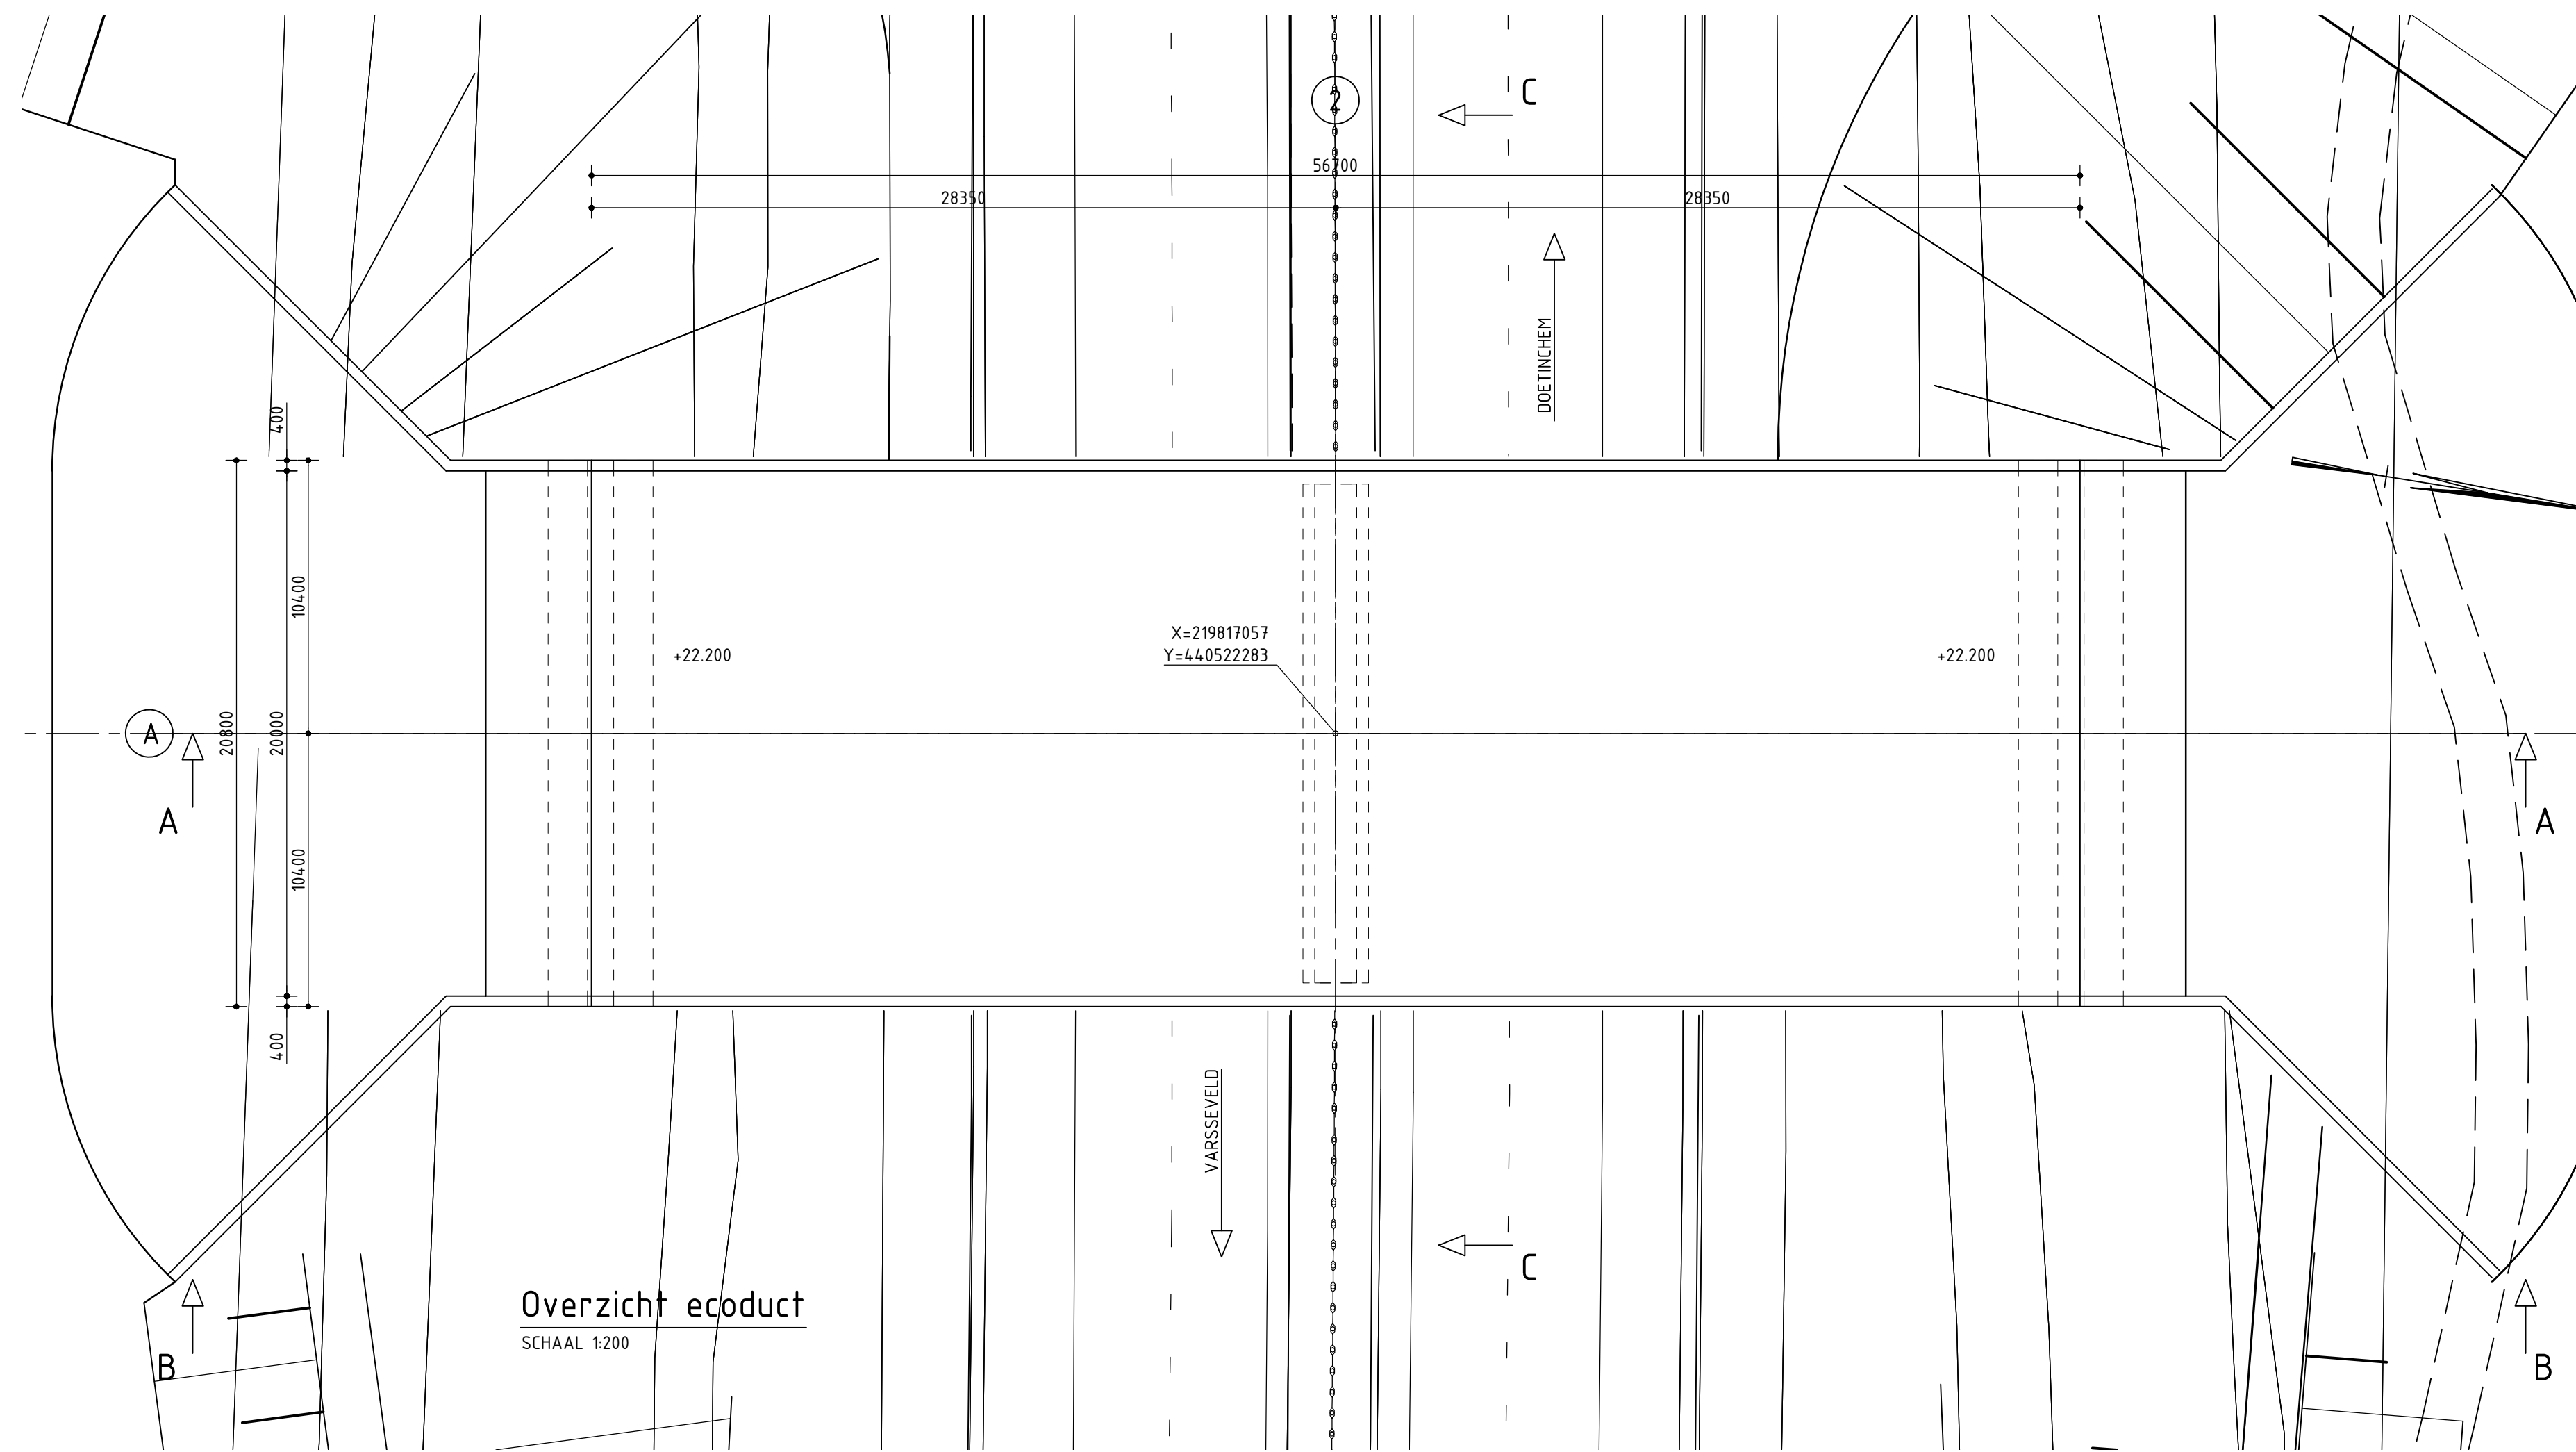 C
2
56700
28350
28350
DOETINCHEM
400
10400
X=219817057
Y=440522283
+22.200
+22.200
A
20800
20000
A
A
10400
400
VARSSEVELD
C
Overzicht ecoduct
SCHAAL 1:200
B
B